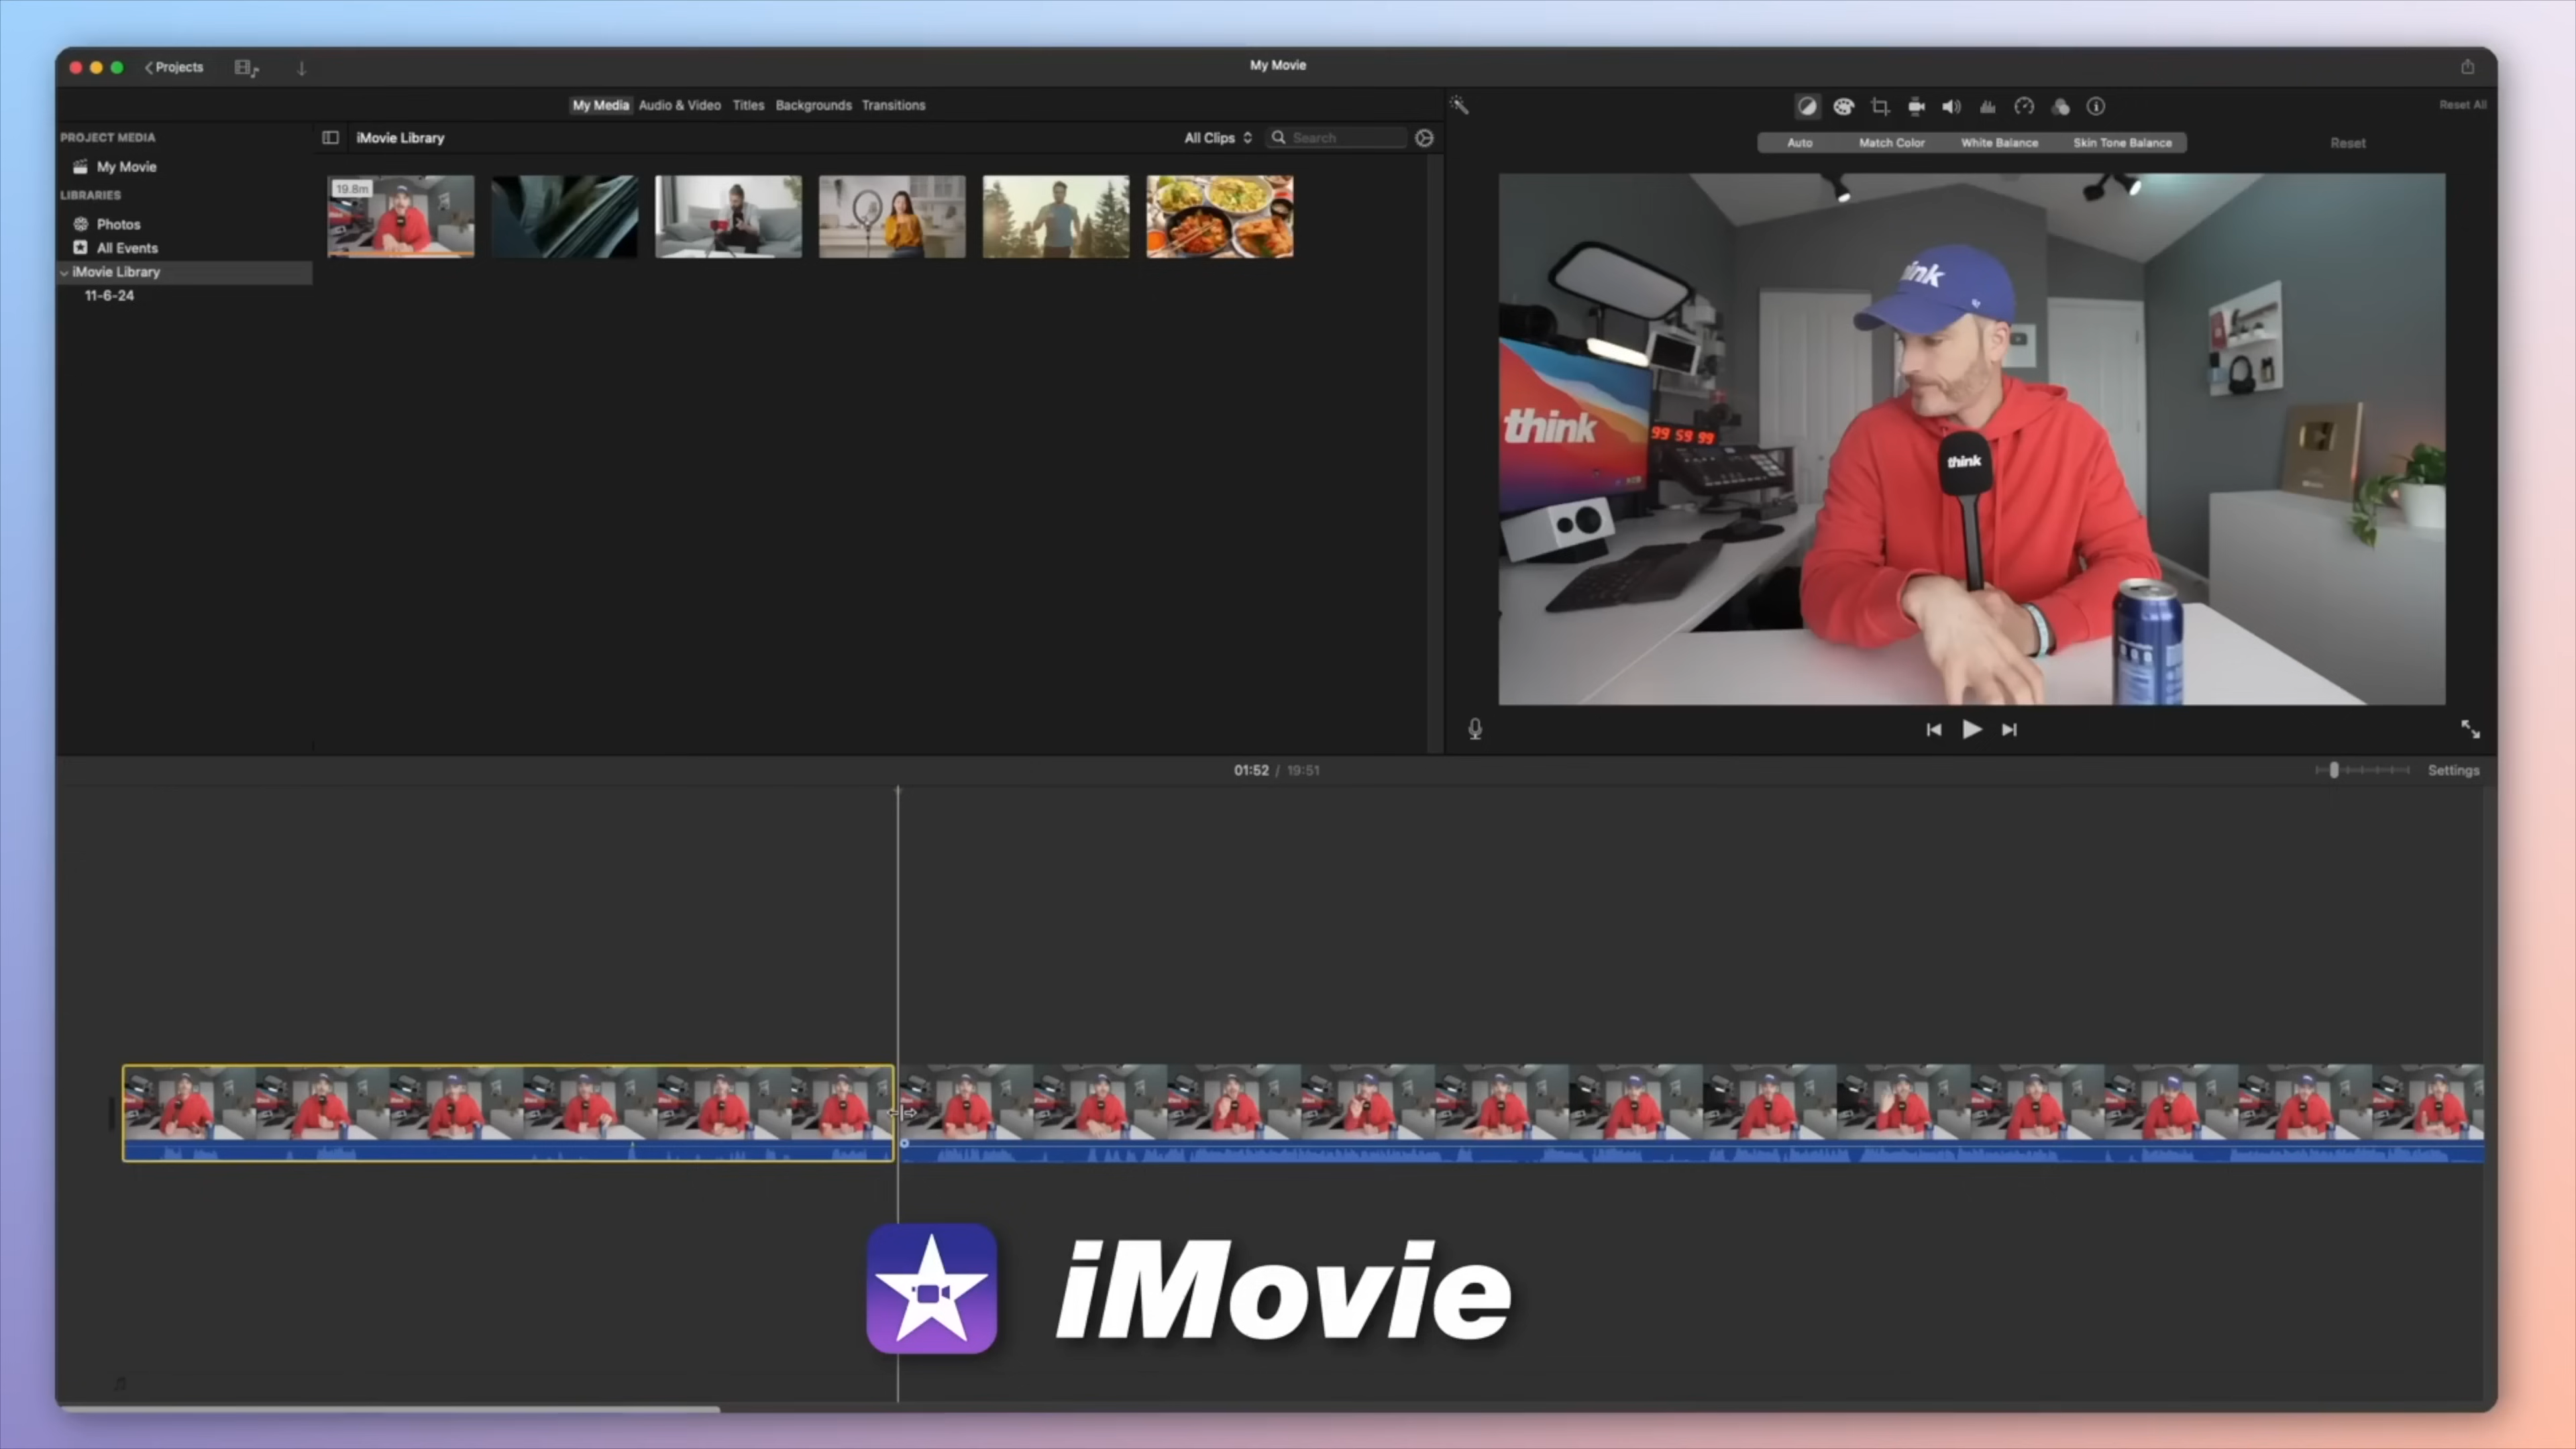 Projects
My Movie
My Media Audio & Video Titles Backgrounds Transitions
Reset All
PROJECT MEDIA
My Movie
LIBRARIES
Photos
All Events
iMovie Library
11-6-24
iMovie Library
All Clips
Search
19.8m
Auto Match Color White Balance Skin Tone Balance
Reset
ink
think
99 59 99
think
01:52 / 19:51
Settings
iMovie